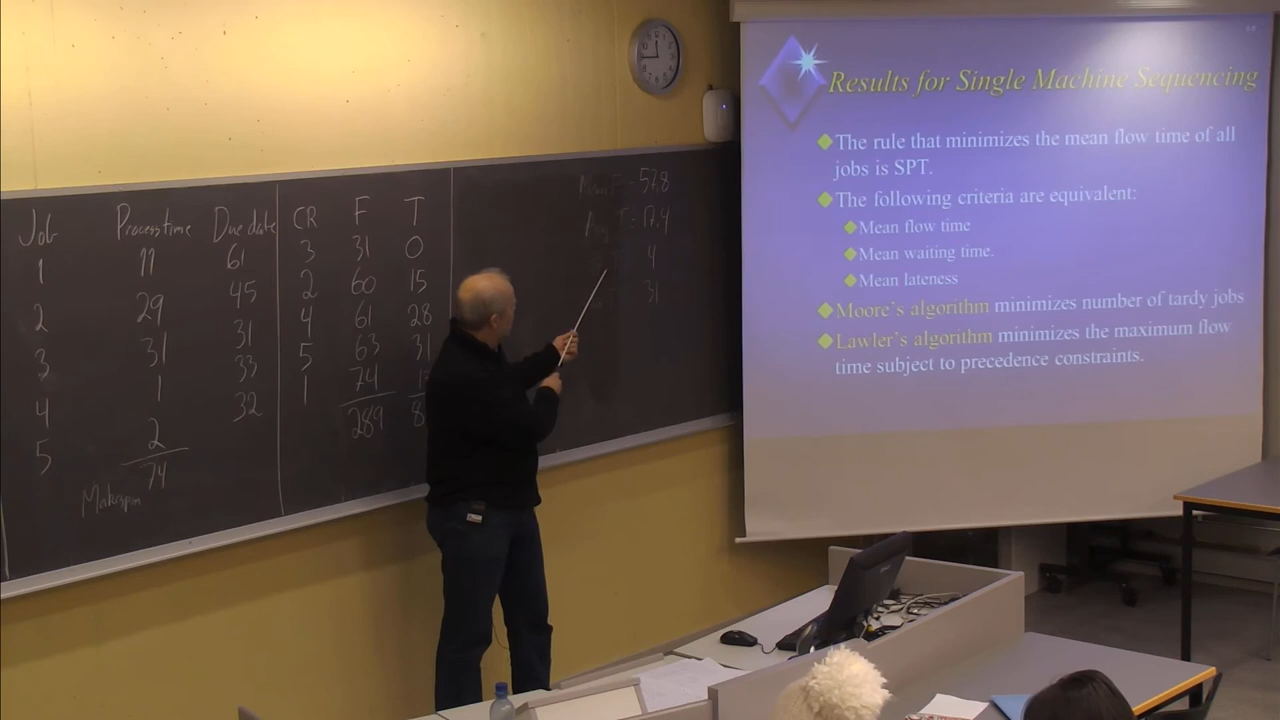 Job Process time Due date CR F T
1 11 61 3 31 0
2 29 45 2 60 15
3 31 31 4 61 28
4 1 33 5 63 31
5 2 32 1 74
74 289 8
Makespan
Mean F = 57.8
= 17.4
4
31
Results for Single Machine Sequencing
The rule that minimizes the mean flow time of all
jobs is SPT.
The following criteria are equivalent:
Mean flow time
Mean waiting time.
Mean lateness
Moore's algorithm minimizes number of tardy jobs
Lawler's algorithm minimizes the maximum flow
time subject to precedence constraints.